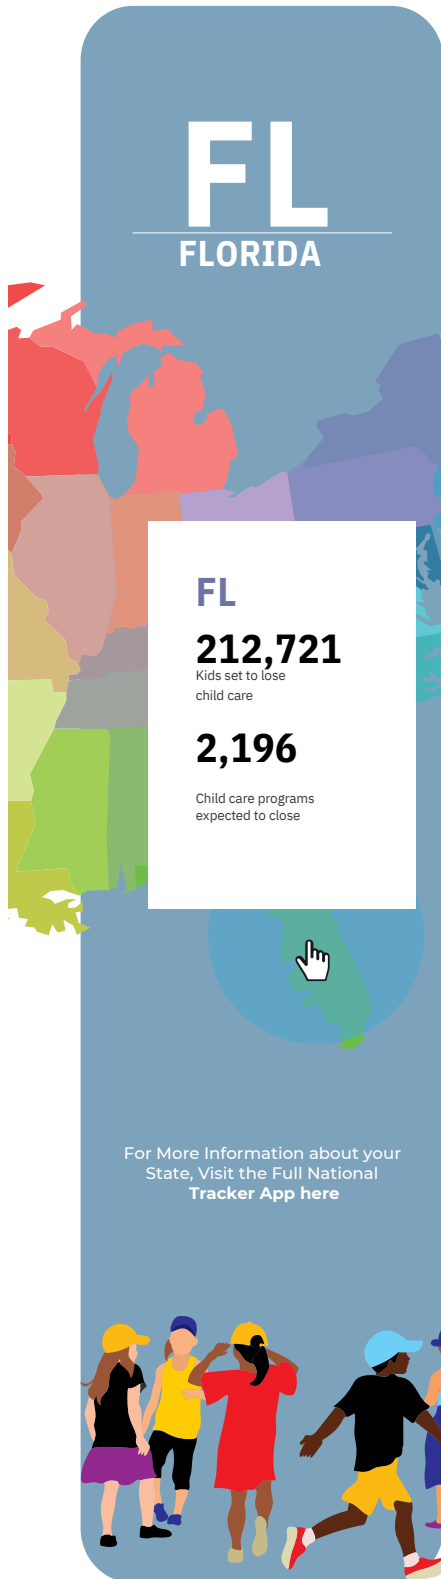 FL
FLORIDA
FL
212,721
Kids set to lose
child care
2,196
Child care programs
expected to close
For More Information about your
State, Visit the Full National
Tracker App here